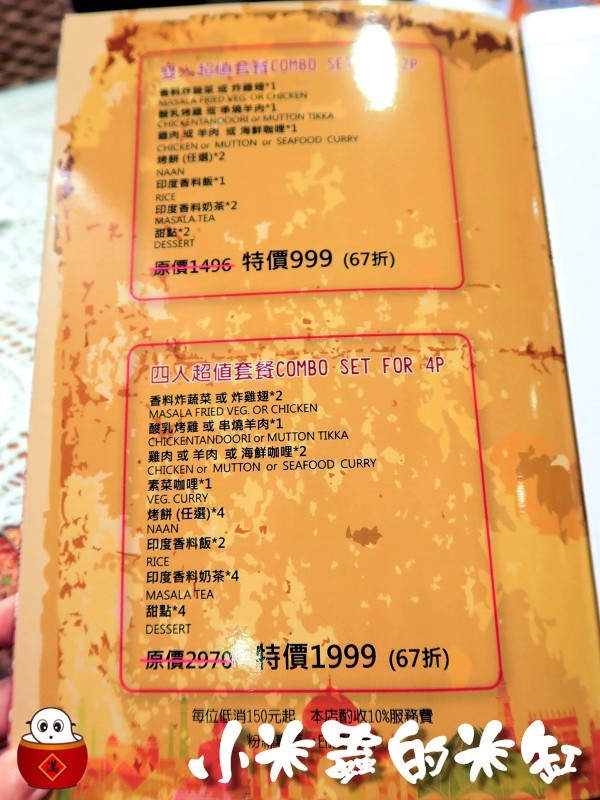 雙人超值套餐COMBO SET 2P
香料炸蔬菜 或 炸雞翅*1
MASALA FRIED VEG. OR CHICKEN
酸乳烤雞 或 串燒羊肉*1
CHICKENTANDOORI or MUTTON TIKKA
雞肉 或 羊肉 或 海鮮咖哩*1
CHICKEN or MUTTON or SEAFOOD CURRY
烤餅 (任選)*2
NAAN
印度香料飯*1
RICE
印度香料奶茶*2
MASALA TEA
甜點*2
DESSERT
原價1496 特價999 (67折)
四人超值套餐COMBO SET FOR 4P
香料炸蔬菜 或 炸雞翅*2
MASALA FRIED VEG. OR CHICKEN
酸乳烤雞 或 串燒羊肉*1
CHICKENTANDOORI or MUTTON TIKKA
雞肉 或 羊肉 或 海鮮咖哩*2
CHICKEN or MUTTON or SEAFOOD CURRY
素菜咖哩*1
VEG. CURRY
烤餅 (任選)*4
NAAN
印度香料飯*2
RICE
印度香料奶茶*4
MASALA TEA
甜點*4
DESSERT
原價2970 特價1999 (67折)
每位低消150元起 本店酌收10%服務費
粉
小米蟲的米缸